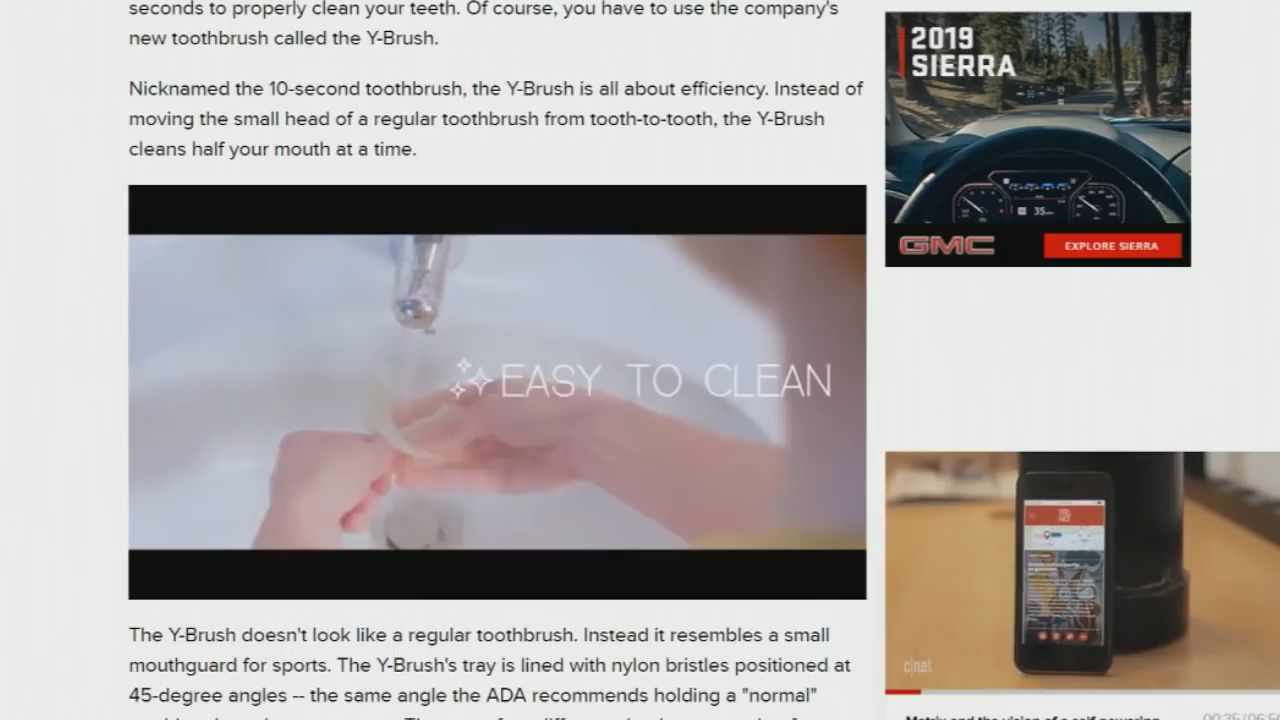 seconds to properly clean your teeth. Of course, you have to use the company's
new toothbrush called the Y-Brush.
Nicknamed the 10-second toothbrush, the Y-Brush is all about efficiency. Instead of
moving the small head of a regular toothbrush from tooth-to-tooth, the Y-Brush
cleans half your mouth at a time.
EASY TO CLEAN
The Y-Brush doesn't look like a regular toothbrush. Instead it resembles a small
mouthguard for sports. The Y-Brush's tray is lined with nylon bristles positioned at
45-degree angles -- the same angle the ADA recommends holding a "normal"
2019
SIERRA
35
GMC
EXPLORE SIERRA
c|net